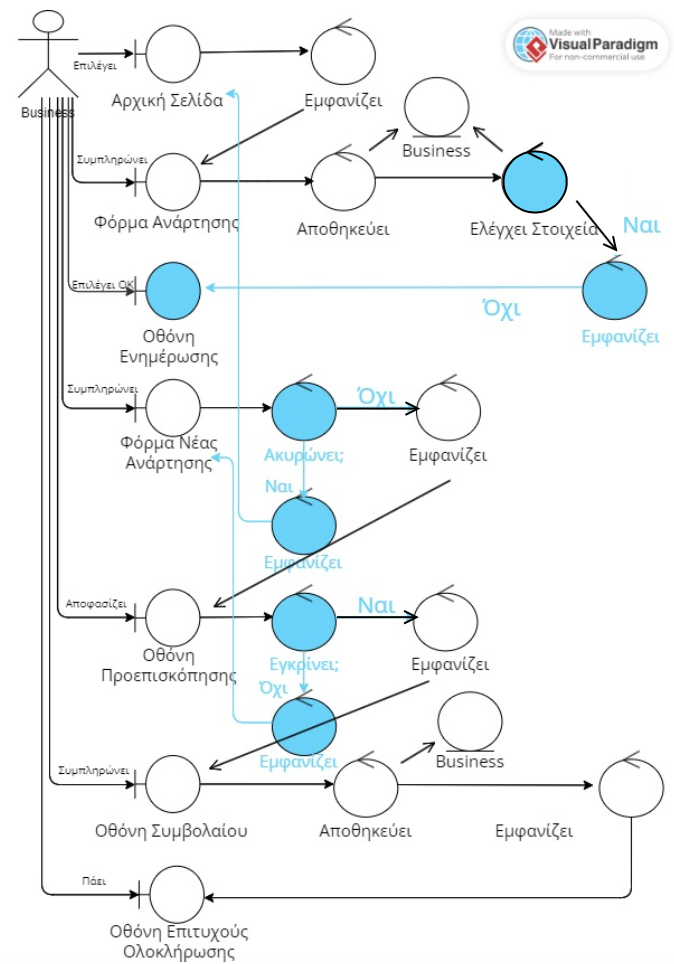 Made with
Visual Paradigm
For non-commercial use
Επιλέγει
Αρχική Σελίδα
Εμφανίζει
Business
Business
Συμπληρώνει
Φόρμα Ανάρτησης
Αποθηκεύει
Ελέγχει Στοιχεία
Ναι
Επιλέγει ΟΚ
Όχι
Εμφανίζει
Οθόνη
Ενημέρωσης
Συμπληρώνει
Όχι
Φόρμα Νέας
Ανάρτησης
Ακυρώνει;
Εμφανίζει
Ναι
Εμφανίζει
Αποφασίζει
Ναι
Οθόνη
Προεπισκόπησης
Εγκρίνει;
Εμφανίζει
Όχι
Εμφανίζει
Business
Συμπληρώνει
Οθόνη Συμβολαίου
Αποθηκεύει
Εμφανίζει
Πάει
Οθόνη Επιτυχούς
Ολοκλήρωσης